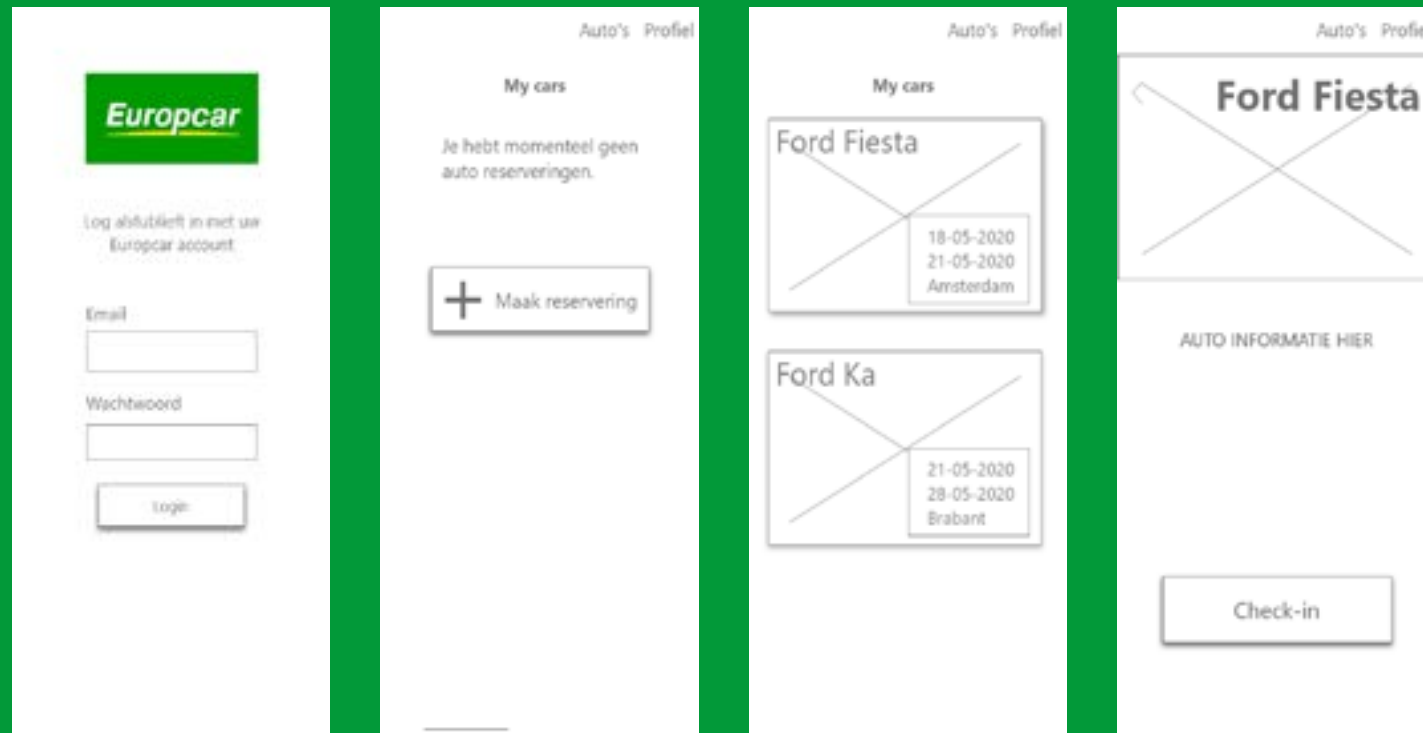 Europcar
Log alstublieft in met uw
Europcar account
Email
Wachtwoord
Login
Auto's Profiel
My cars
Je hebt momenteel geen
auto reserveringen.
Maak reservering
Auto's Profiel
My cars
Ford Fiesta
18-05-2020
21-05-2020
Amsterdam
Ford Ka
21-05-2020
28-05-2020
Brabant
Auto's Profie
Ford Fiesta
AUTO INFORMATIE HIER
Check-in